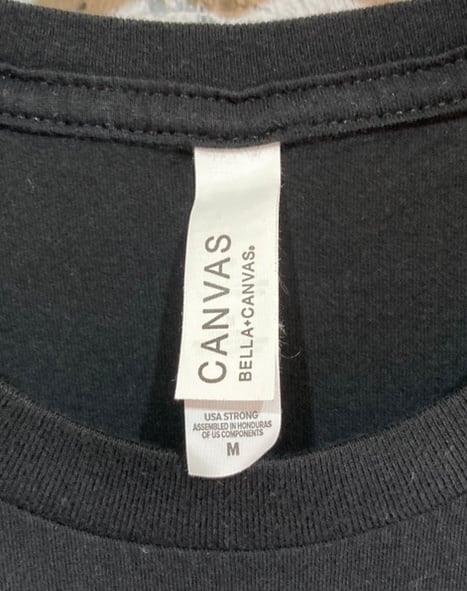 CANVAS
BELLA+CANVAS®
USA STRONG
ASSEMBLED IN HONDURAS
OF US COMPONENTS
M